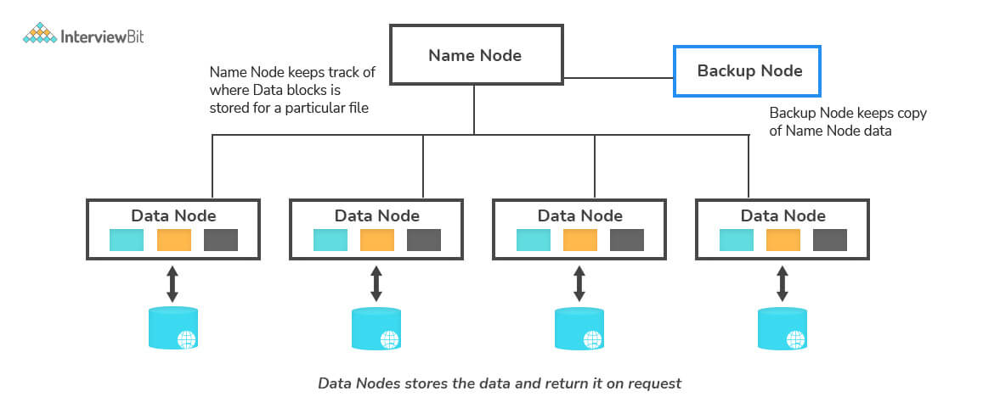 InterviewBit
Name Node
Backup Node
Name Node keeps track of
where Data blocks is
stored for a particular file
Backup Node keeps copy
of Name Node data
Data Node
Data Node
Data Node
Data Node
Data Nodes stores the data and return it on request